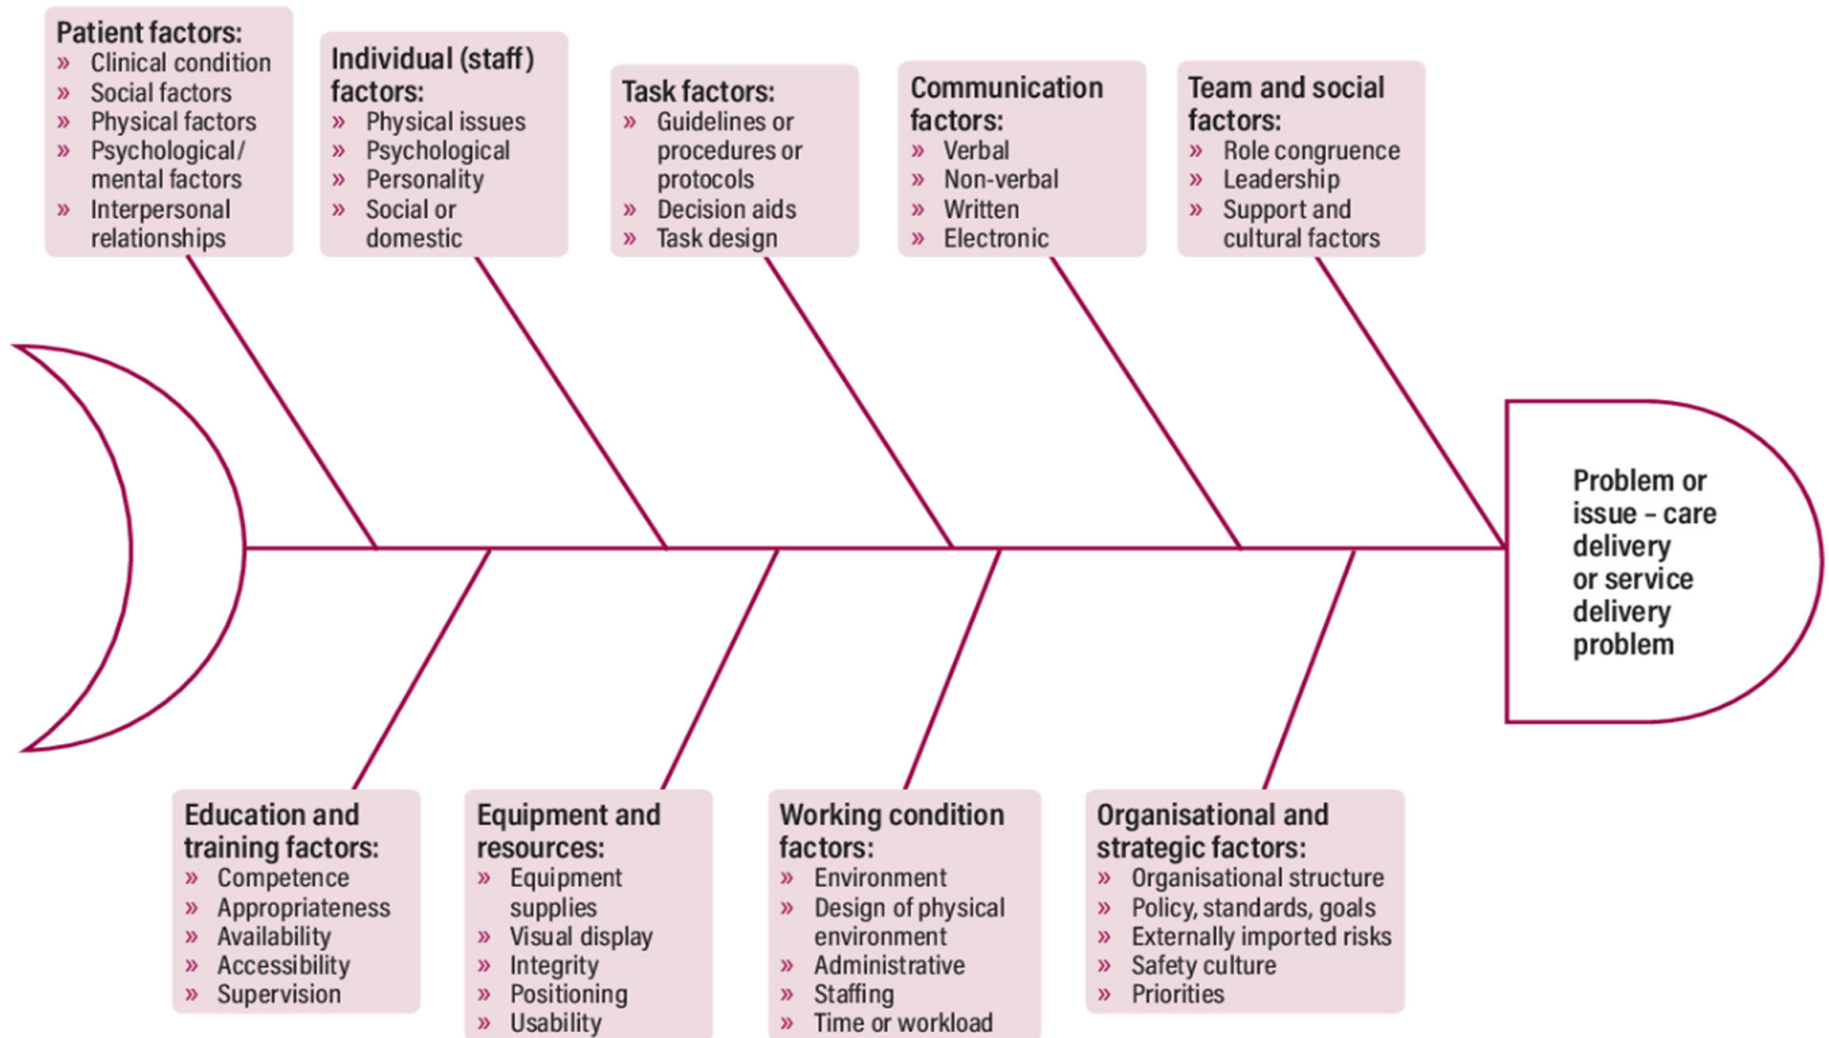 Patient factors:
» Clinical condition
» Social factors
» Physical factors
» Psychological/
mental factors
» Interpersonal
relationships
Individual (staff)
factors:
» Physical issues
» Psychological
» Personality
» Social or
domestic
Task factors:
» Guidelines or
procedures or
protocols
» Decision aids
» Task design
Communication
factors:
» Verbal
» Non-verbal
» Written
» Electronic
Team and social
factors:
» Role congruence
» Leadership
» Support and
cultural factors
Problem or
issue – care
delivery
or service
delivery
problem
Education and
training factors:
» Competence
» Appropriateness
» Availability
» Accessibility
» Supervision
Equipment and
resources:
» Equipment
supplies
» Visual display
» Integrity
» Positioning
» Usability
Working condition
factors:
» Environment
» Design of physical
environment
» Administrative
» Staffing
» Time or workload
Organisational and
strategic factors:
» Organisational structure
» Policy, standards, goals
» Externally imported risks
» Safety culture
» Priorities